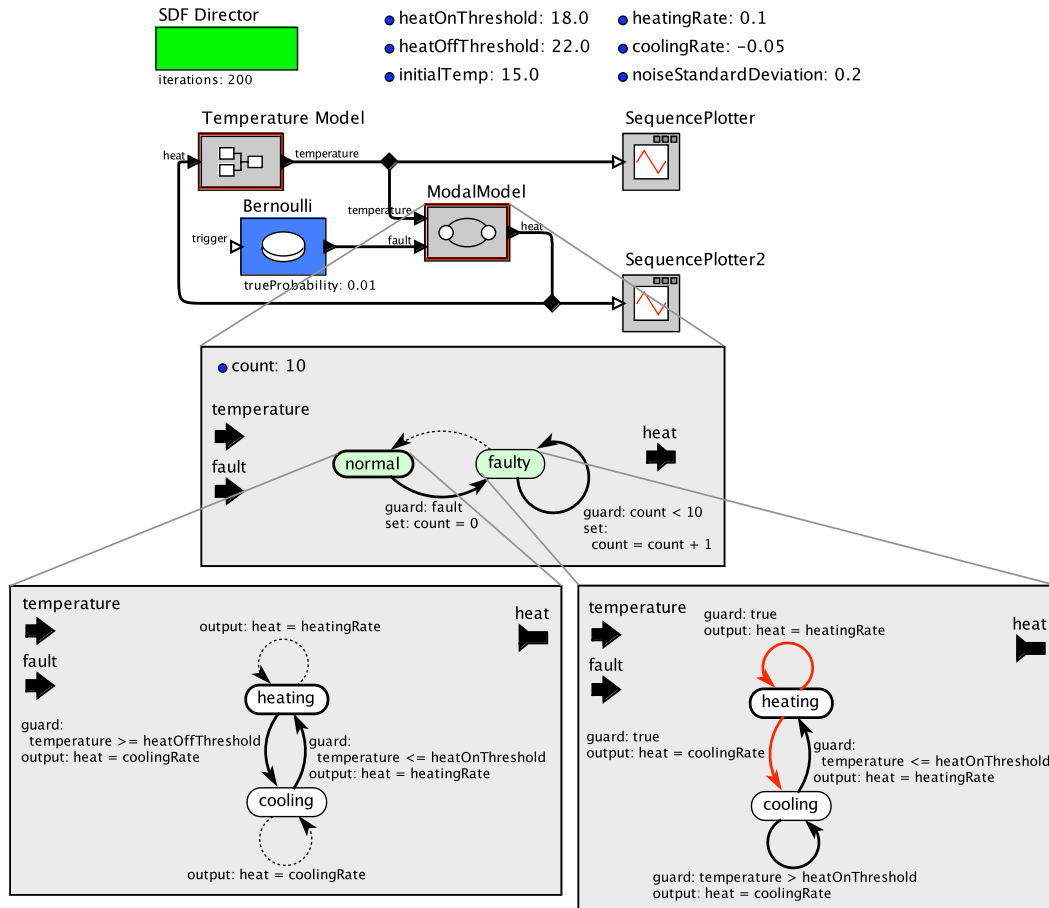 SDF Director
iterations: 200
heatOnThreshold: 18.0
heatOffThreshold: 22.0
initialTemp: 15.0
heatingRate: 0.1
coolingRate: -0.05
noiseStandardDeviation: 0.2
Temperature Model
heat
temperature
SequencePlotter
ModalModel
temperature
fault
heat
Bernoulli
trigger
trueProbability: 0.01
SequencePlotter2
count: 10
temperature
fault
heat
normal
faulty
guard: fault
set: count = 0
guard: count < 10
set:
count = count + 1
temperature
fault
heat
output: heat = heatingRate
heating
guard:
temperature >= heatOffThreshold
output: heat = coolingRate
guard:
temperature <= heatOnThreshold
output: heat = heatingRate
cooling
output: heat = coolingRate
temperature
fault
heat
guard: true
output: heat = heatingRate
heating
guard: true
output: heat = coolingRate
guard:
temperature <= heatOnThreshold
output: heat = heatingRate
cooling
guard: temperature > heatOnThreshold
output: heat = coolingRate